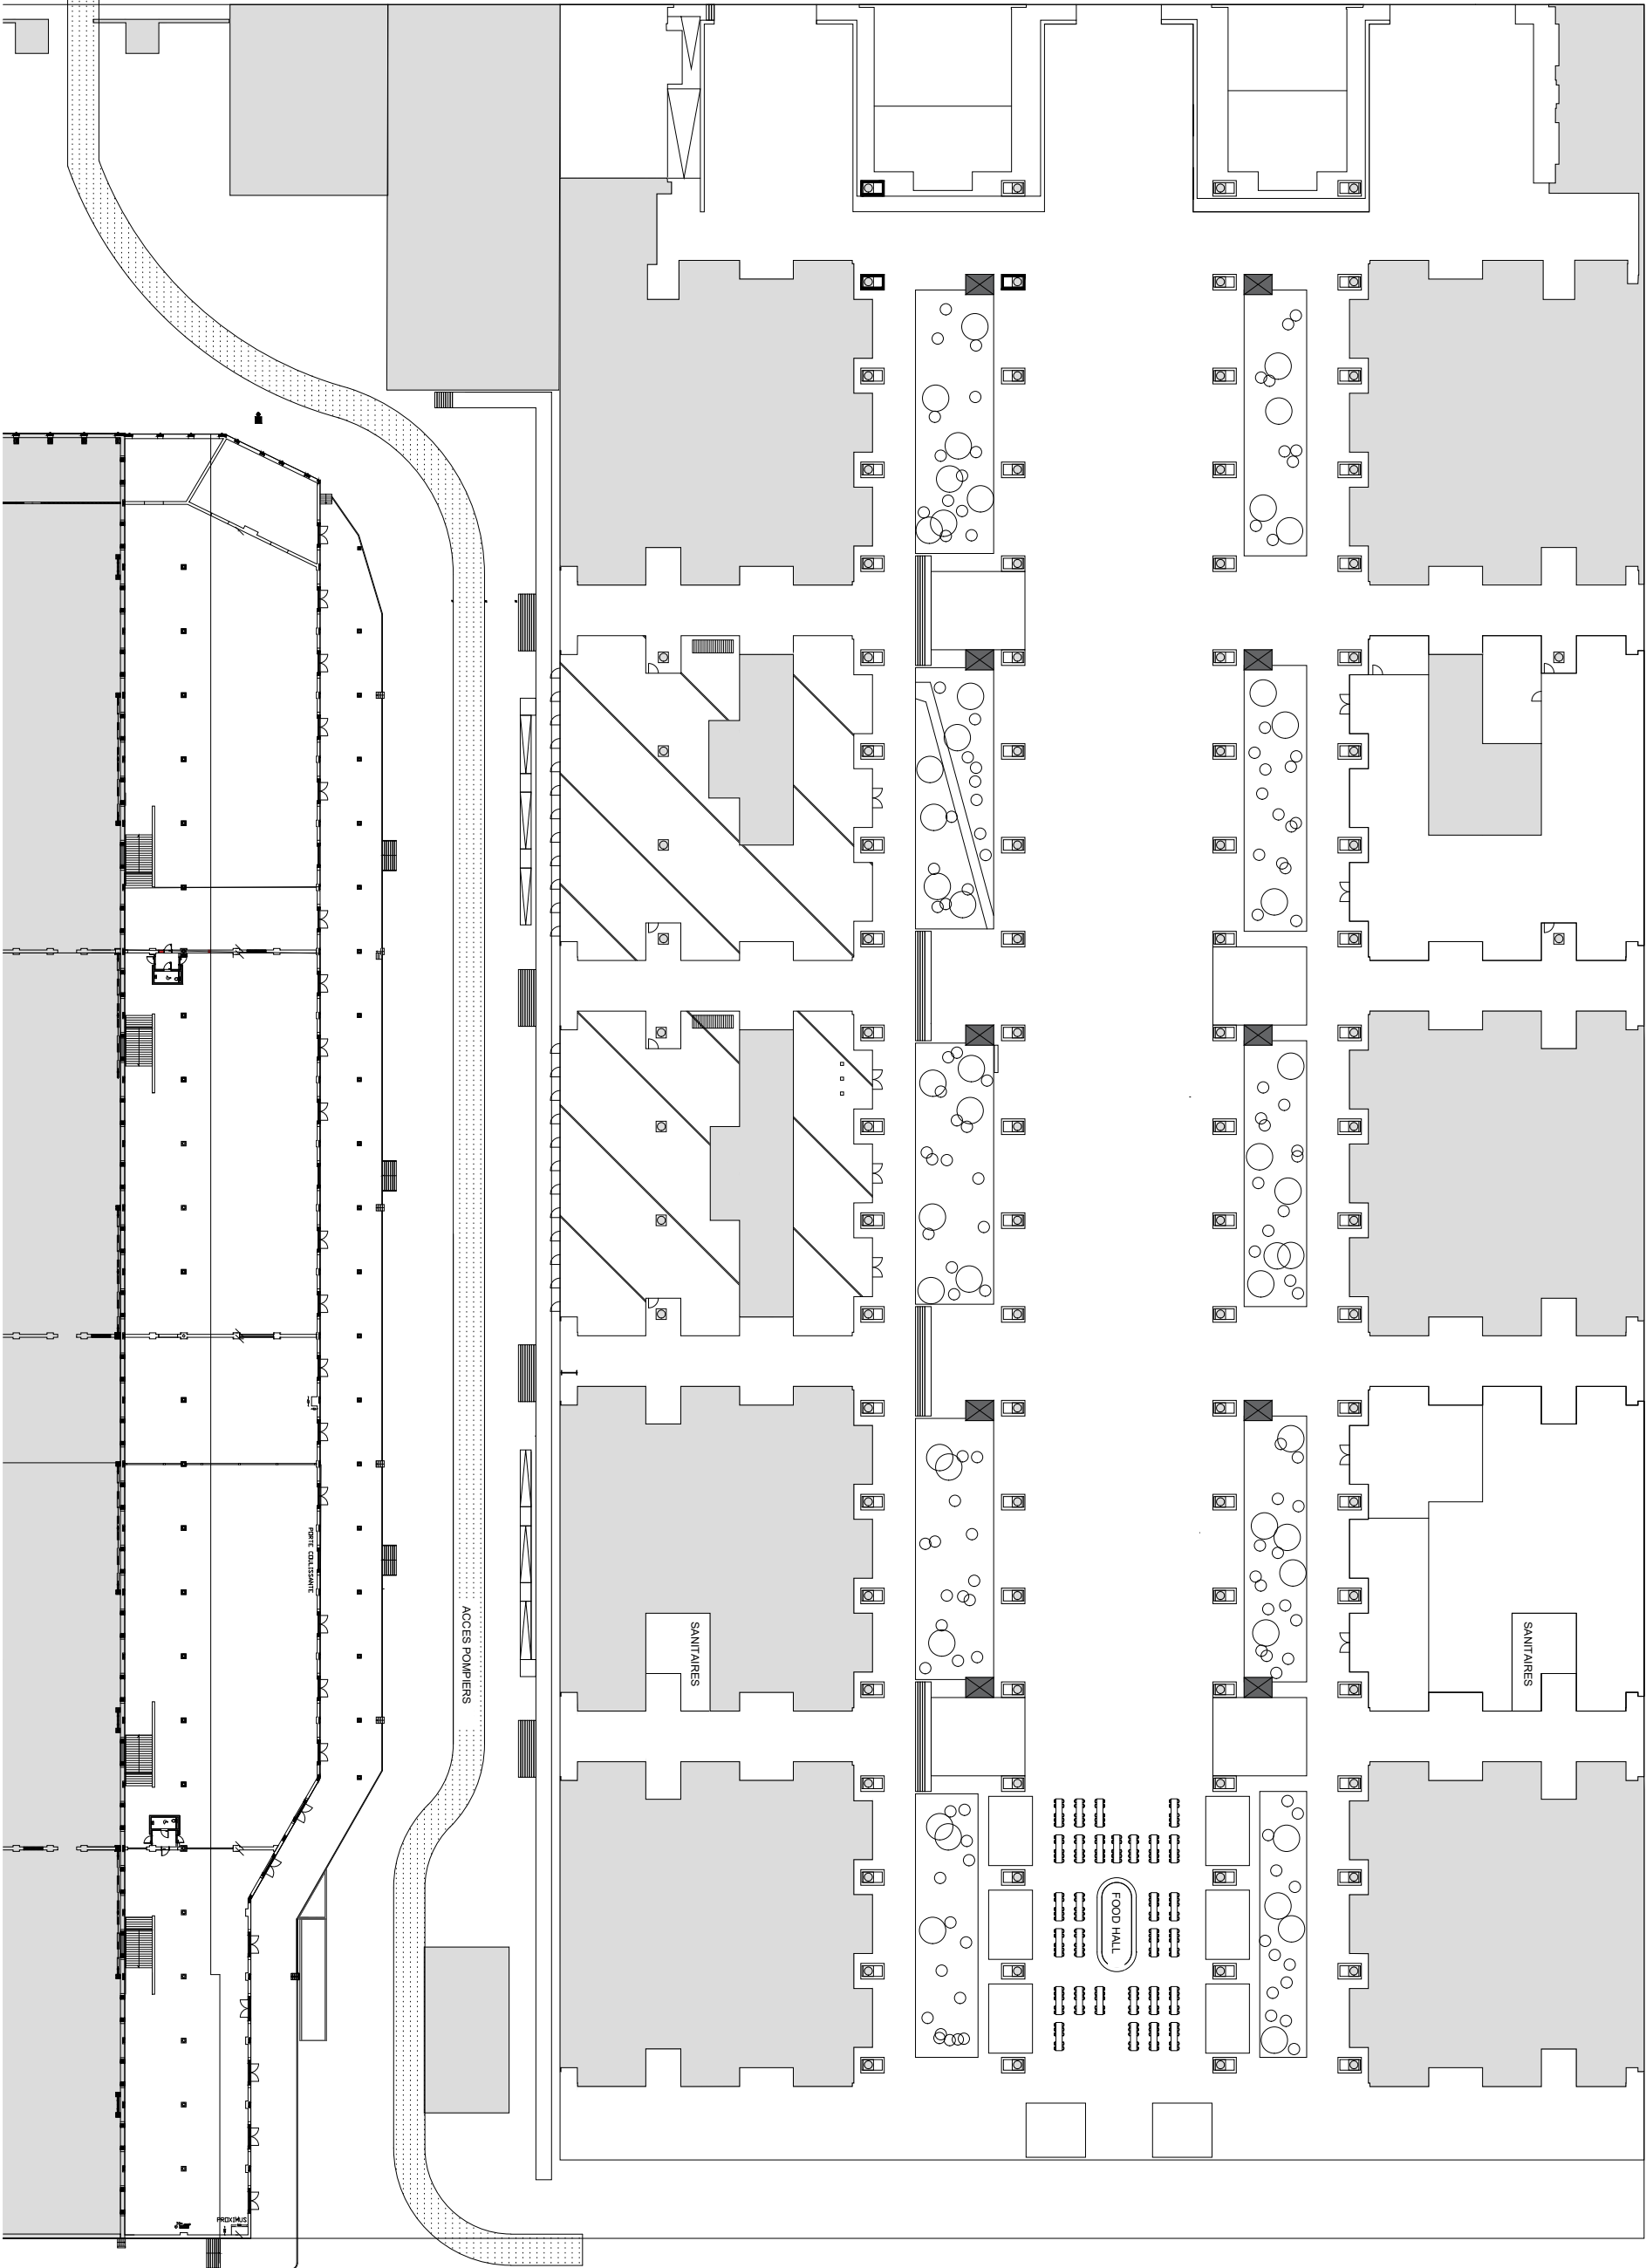 PORTE COULISSANTE
ACCES POMPIERS
SANITAIRES
SANITAIRES
FOOD HALL
PROXIMUS